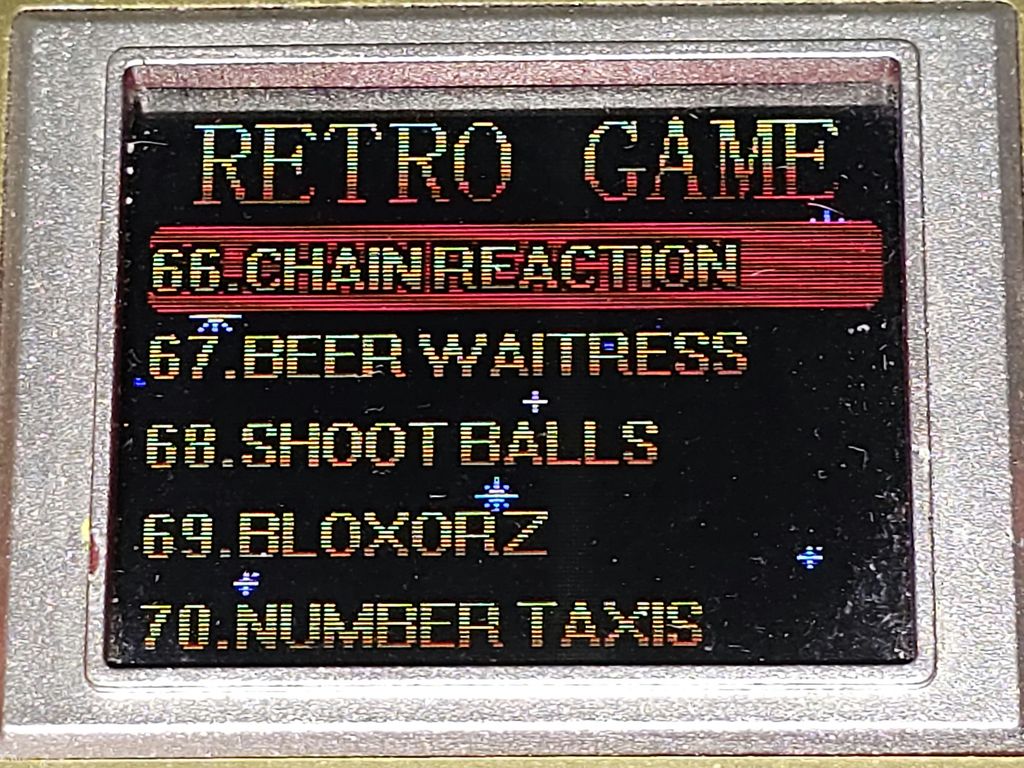 RETRO GAME
66.CHAIN REACTION
67.BEER WAITRESS
68.SHOOT BALLS
69.BLOXORZ
70.NUMBER TAXIS